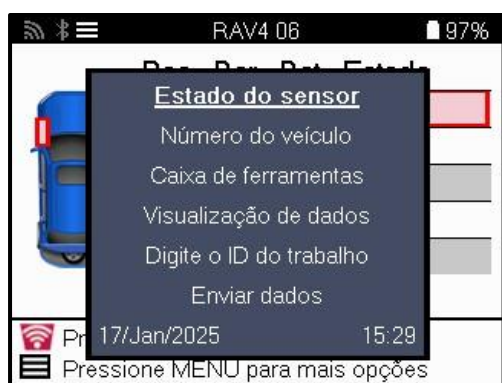 RAV4 06 97%
Estado do sensor
Número do veículo
Caixa de ferramentas
Visualização de dados
Digite o ID do trabalho
Enviar dados
17/Jan/2025 15:29
Pressione MENU para mais opções